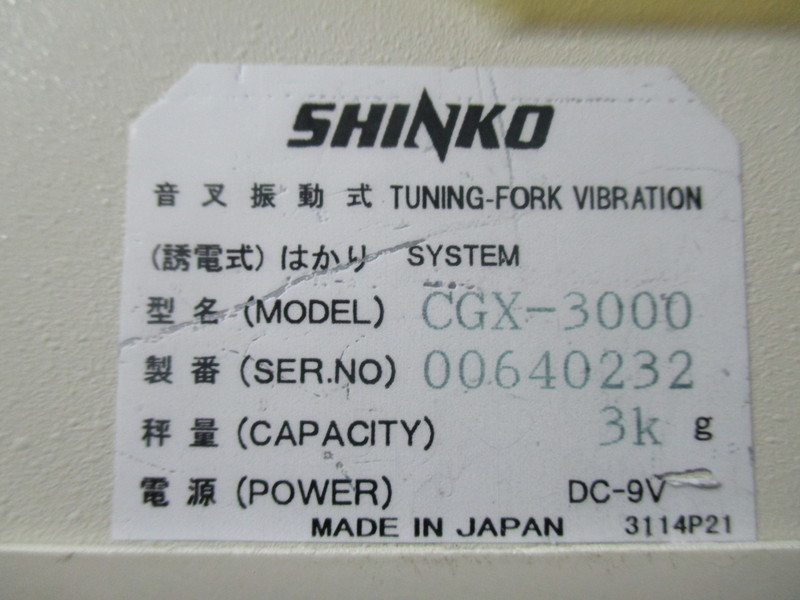 SHINKO
音叉振動式 TUNING-FORK VIBRATION
(誘電式)はかり SYSTEM
型名 (MODEL) CGX-3000
製番 (SER.NO) 00640232
秤量 (CAPACITY) 3k g
電源 (POWER) DC-9V
MADE IN JAPAN 3114P21